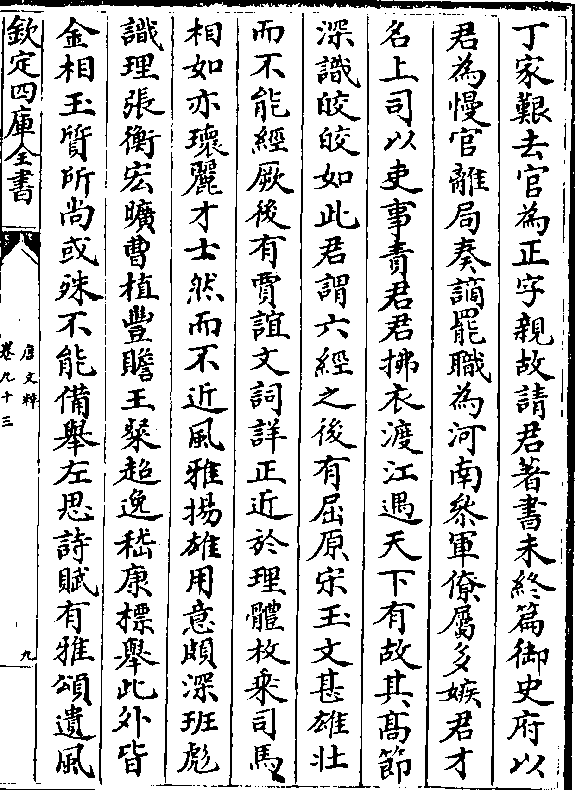 丁家艱去官為正字親故請君著書未終篇御史府以
君為慢官離局奏謫罷職為河南叅軍僚屬多嫉君才
名上司以吏事責君君拂衣渡江遇天下有故其髙節
深識皎皎如此君謂六經之後有屈原宋玉文甚雄壯
而不能經厥後有賈誼文詞詳正近於理體枚乘司馬
相如亦瓌麗才士然而不近風雅揚雄用意頗深班彪
識理張衡宏曠曹植豐贍王粲超逸嵇康標舉此外皆
金相玉質所尚或殊不能備舉左思詩賦有雅頌遺風
欽定四庫全書
唐文粹
卷九十三
九